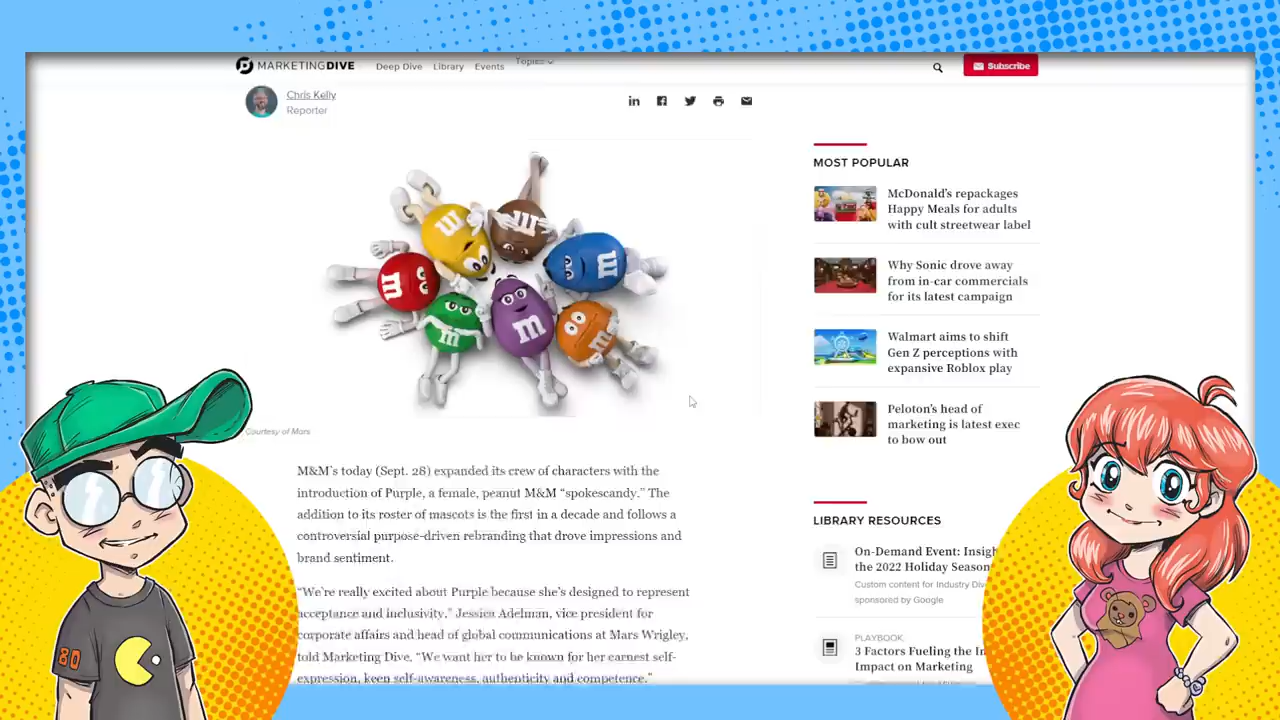 MARKETINGDIVE
Deep Dive Library Events Topics
Subscribe
Chris Kelly
Reporter
MOST POPULAR
McDonald's repackages
Happy Meals for adults
with cult streetwear label
Why Sonic drove away
from in-car commercials
for its latest campaign
Walmart aims to shift
Gen Z perceptions with
expansive Roblox play
Peloton's head of
marketing is latest exec
to bow out
m
m
m
m
m
m
m
Courtesy of Mars
M&M's today (Sept. 28) expanded its crew of characters with the
introduction of Purple, a female, peanut M&M "spokescandy." The
addition to its roster of mascots is the first in a decade and follows a
controversial purpose-driven rebranding that drove impressions and
brand sentiment.
"We're really excited about Purple because she's designed to represent
acceptance and inclusivity." Jessica Adelman, vice president for
corporate affairs and head of global communications at Mars Wrigley,
told Marketing Dive. "We want her to be known for her earnest self-
expression, keen self-awareness, authenticity and competence."
LIBRARY RESOURCES
On-Demand Event:
the 2022 Holiday Season
Custom content for Industry
sponsored by Google
PLAYBOOK
3 Factors Fueling the
Impact on Marketing
80